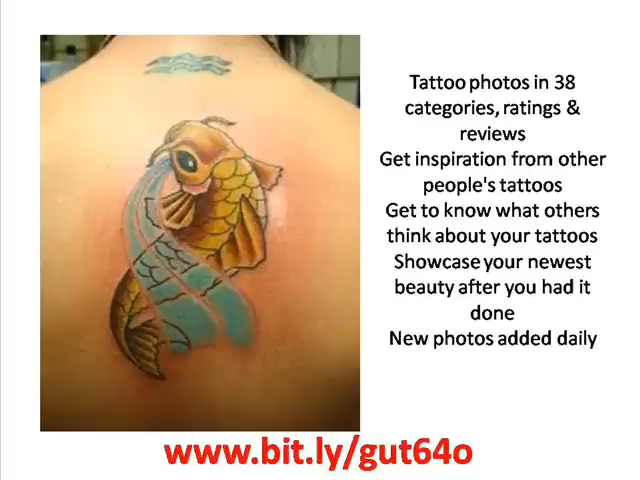 Tattoo photos in 38
categories, ratings &
reviews
Get inspiration from other
people's tattoos
Get to know what others
think about your tattoos
Showcase your newest
beauty after you had it
done
New photos added daily
www.bit.ly/gut64o